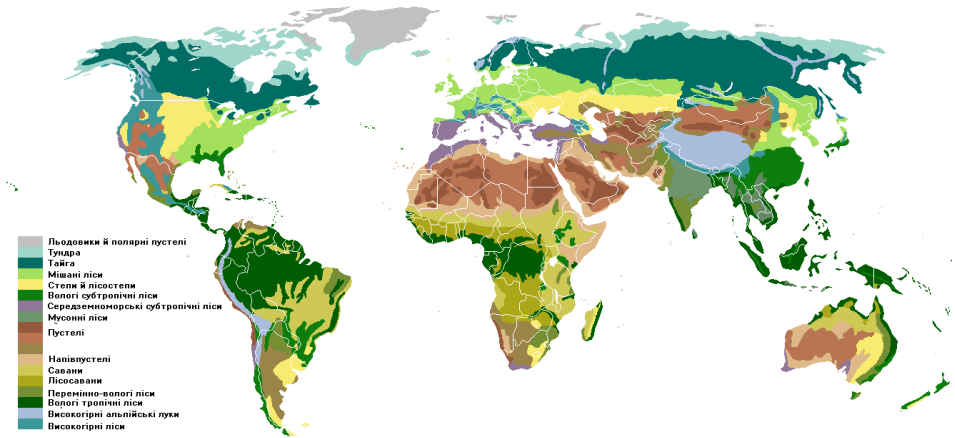 Льодовики й полярні пустелі
Тундра
Тайга
Мішані ліси
Степи й лісостепи
Вологі субтропічні ліси
Середземноморські субтропічні ліси
Мусонні ліси
Пустелі
Напівпустелі
Савани
Лісосавани
Перемінно-вологі ліси
Вологі тропічні ліси
Високогірні альпійські луки
Високогірні ліси